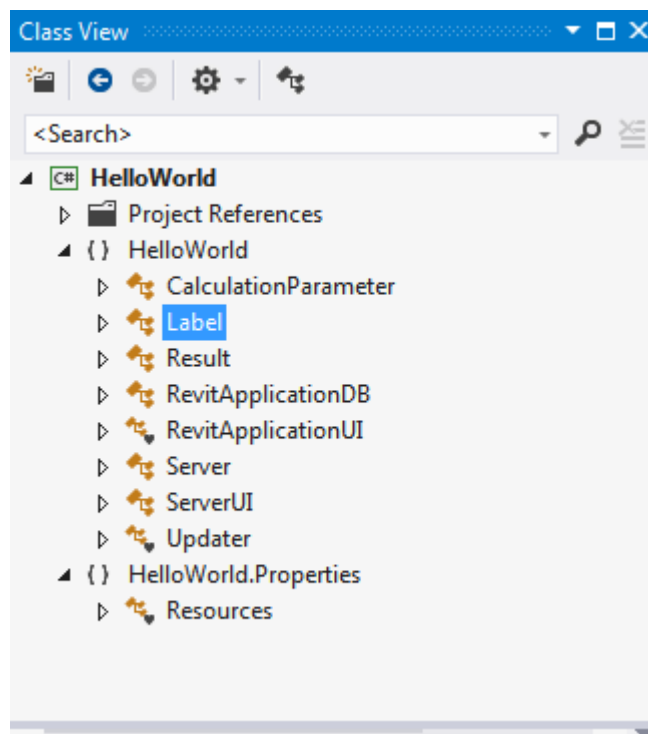 Class View
<Search>
C# HelloWorld
Project References
{ } HelloWorld
CalculationParameter
Label
Result
RevitApplicationDB
RevitApplicationUI
Server
ServerUI
Updater
{ } HelloWorld.Properties
Resources